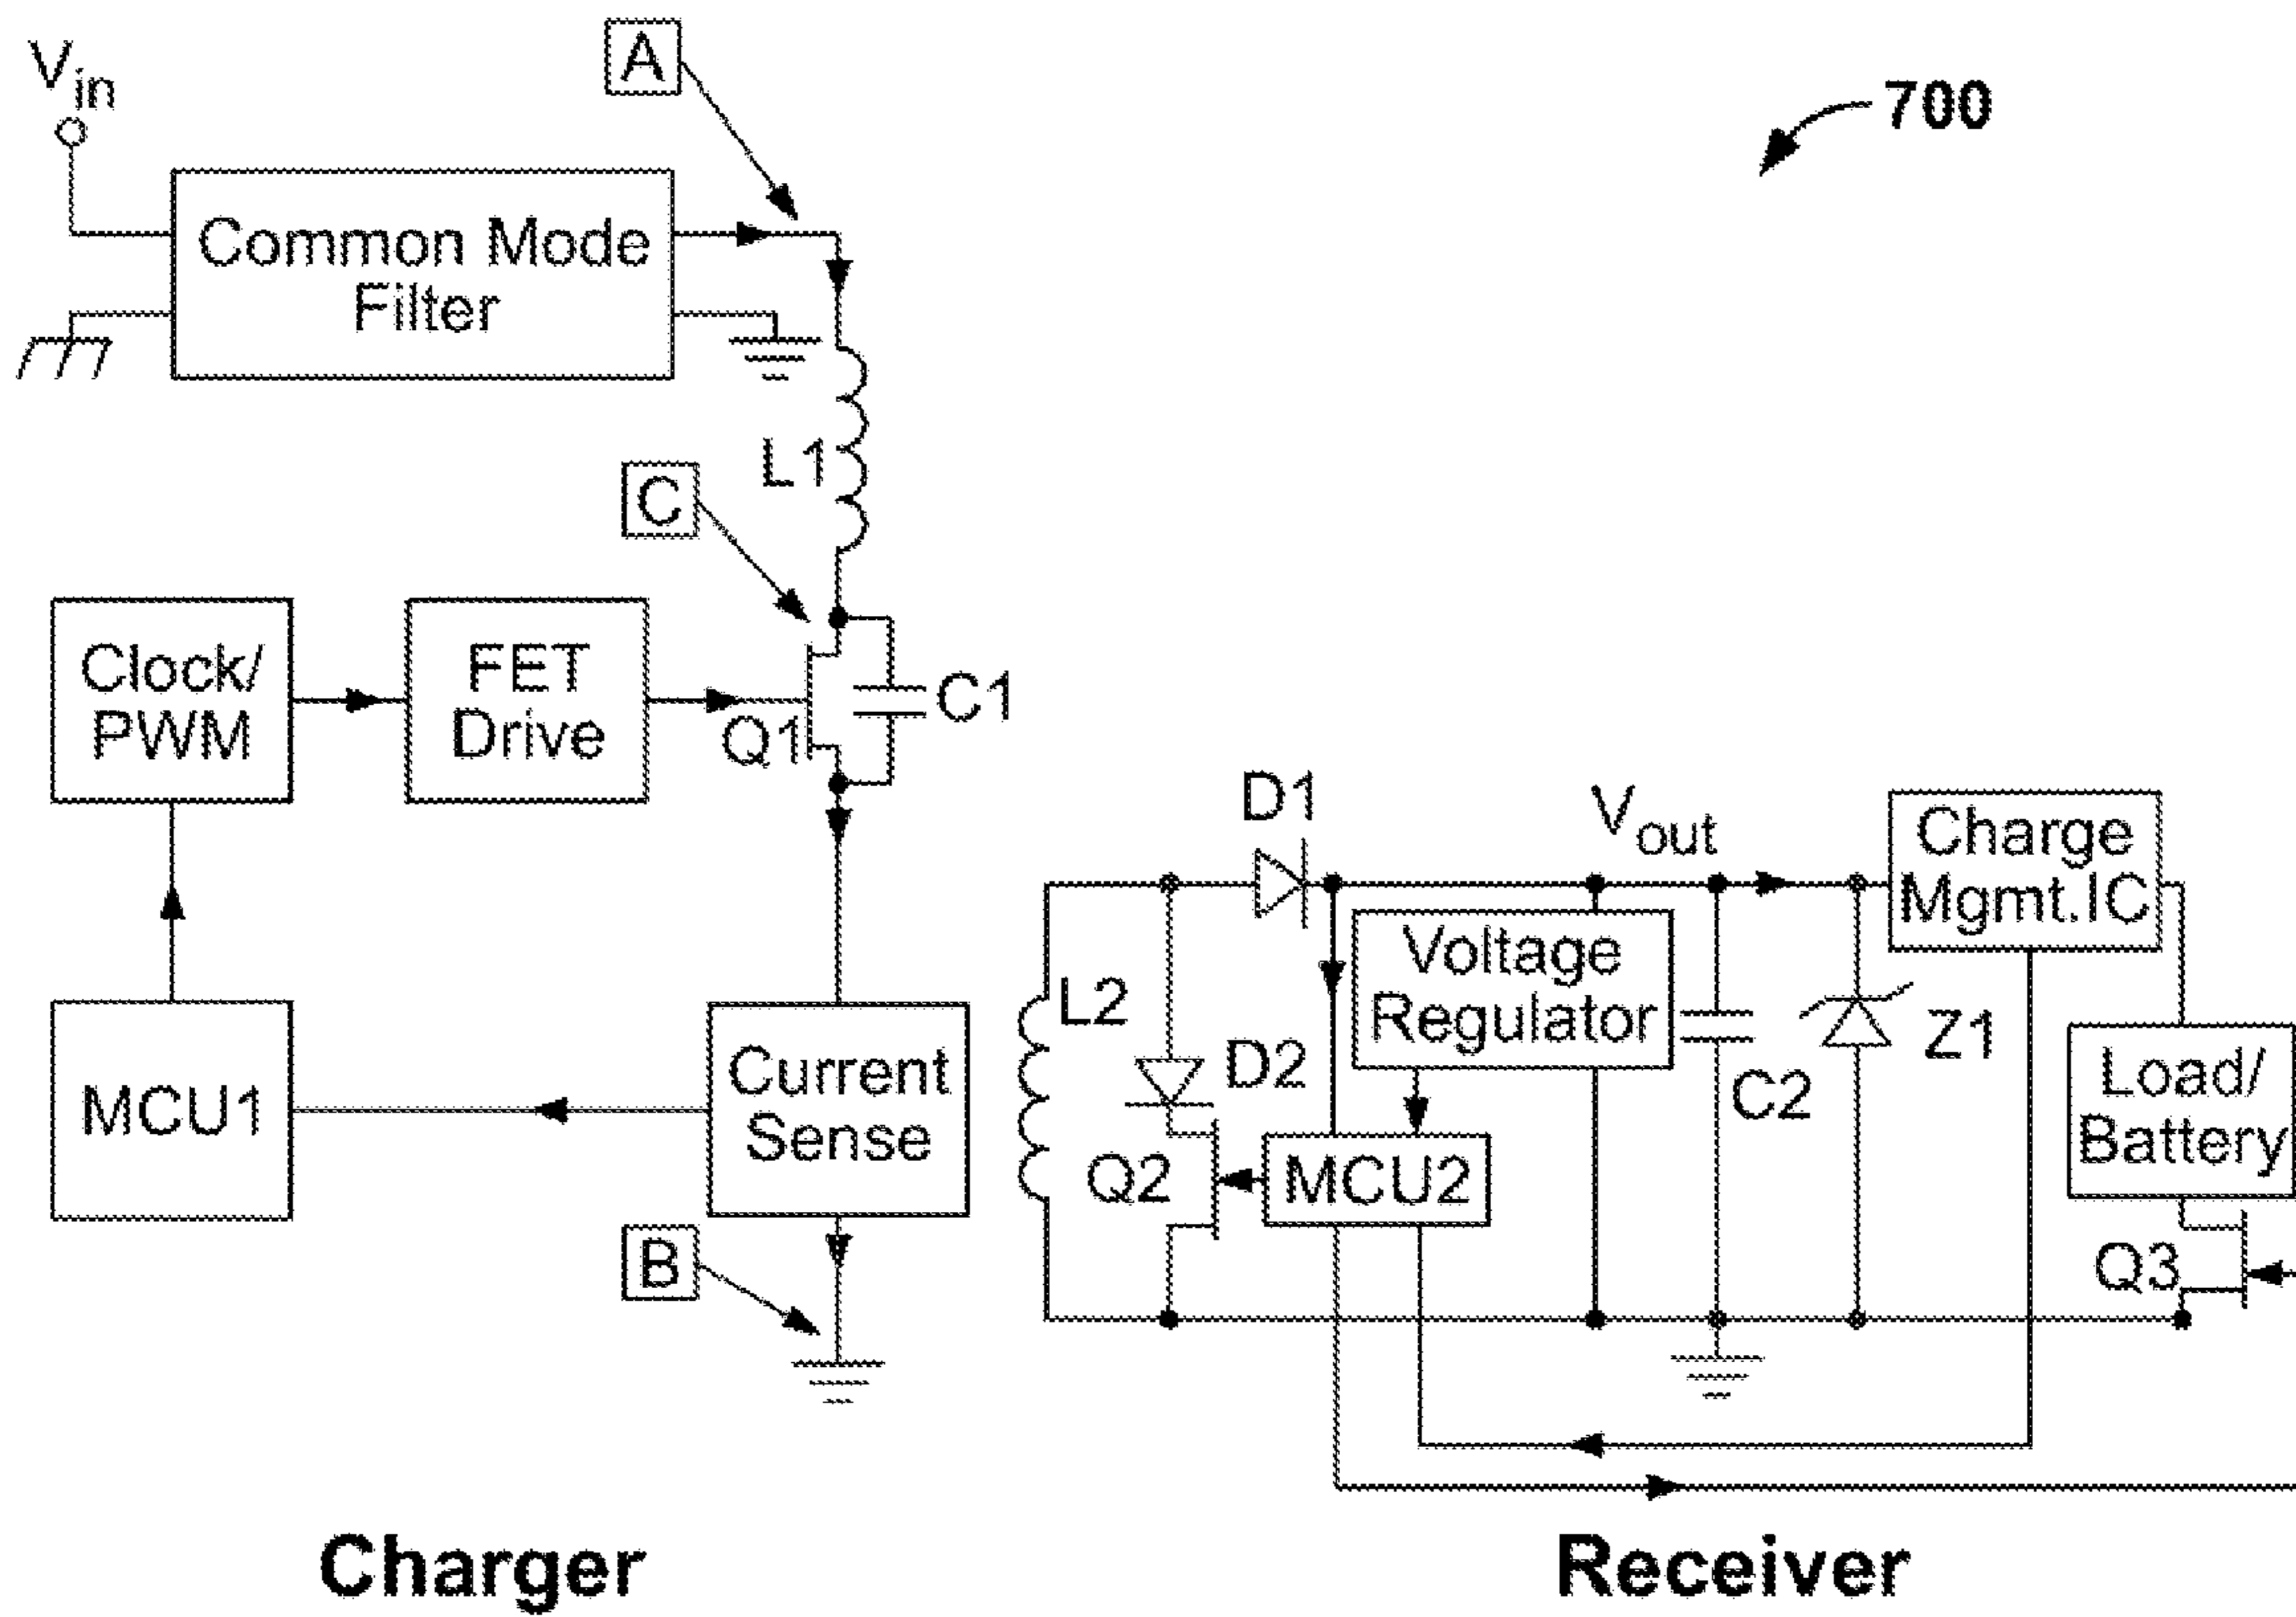 Vin
A
700
Common Mode
Filter
L1
C
Clock/
PWM
FET
Drive
Q1
C1
D1
Vout
Charge
Mgmt.IC
Voltage
Regulator
L2
D2
C2
Z1
Load/
Battery
MCU1
Current
Sense
Q2
MCU2
B
Q3
Charger
Receiver